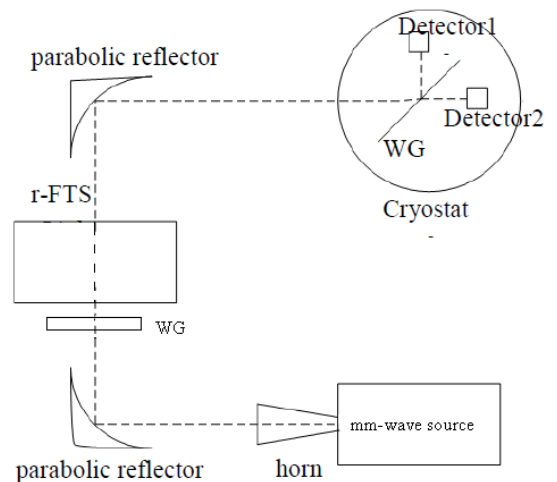 Detector1
parabolic reflector
Detector2
WG
r-FTS
Cryostat
WG
mm-wave source
parabolic reflector
horn